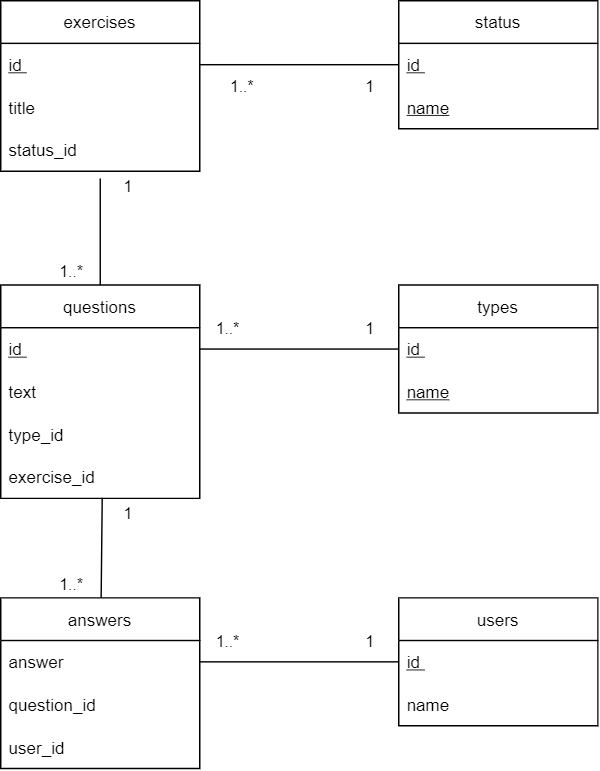 exercises
id
title
status_id
status
id
name
1..*
1
1
1..*
questions
id
text
type_id
exercise_id
types
id
name
1..*
1
1
1..*
answers
answer
question_id
user_id
users
id
name
1..*
1